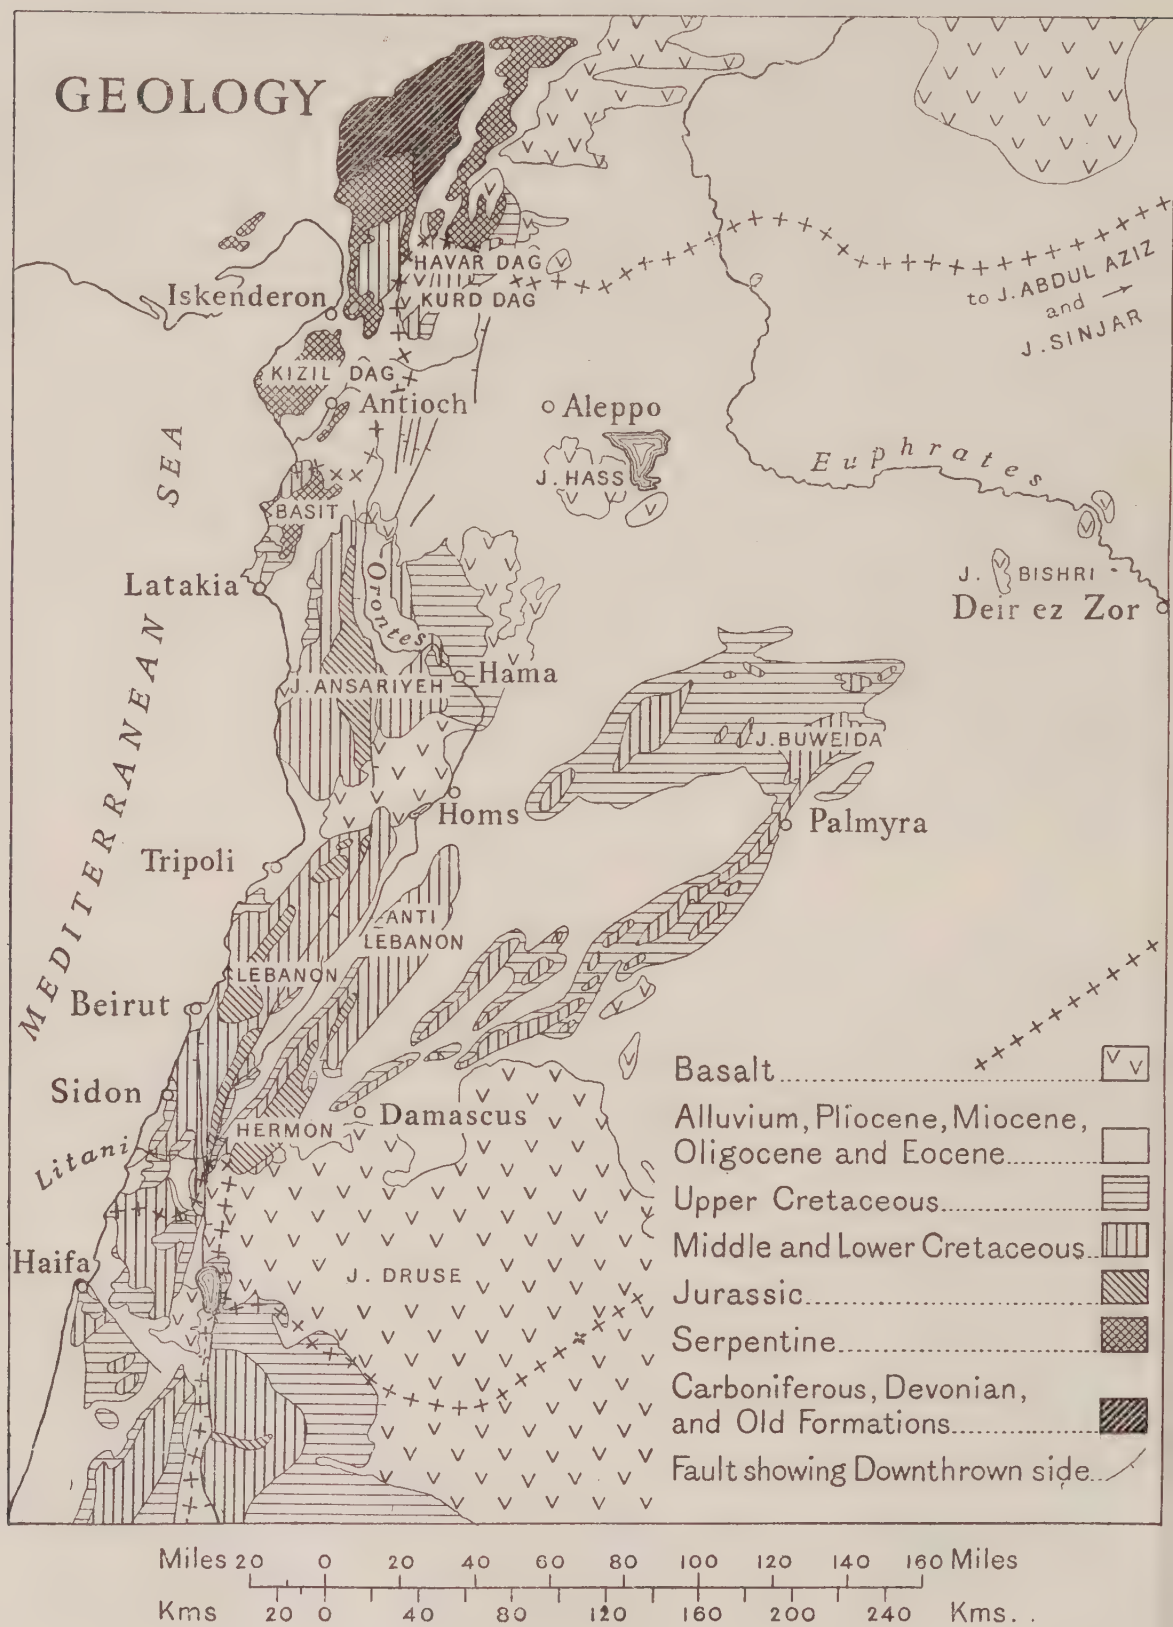 GEOLOGY
HAVAR DAĜ
KURD DAG
Iskenderon
KIZIL DÂG
Antioch
Aleppo
J. HASS
to J. ABDUL AZIZ
and →
J. SINJAR
Euphrates
BASIT
Latakia
Orontes
J. BISHRI
Deir ez Zor
MEDITERRANEAN SEA
Hama
J. ANSARIYEH
J. BUWEIDA
Homs
Palmyra
Tripoli
ANTI
LEBANON
LEBANON
Beirut
Sidon
Damascus
HERMON
Litani
Haifa
J. DRUSE
Basalt
Alluvium, Pliocene, Miocene,
Oligocene and Eocene
Upper Cretaceous
Middle and Lower Cretaceous
Jurassic
Serpentine
Carboniferous, Devonian,
and Old Formations
Fault showing Downthrown side
Miles 20 0 20 40 60 80 100 120 140 160 Miles
Kms 20 0 40 80 120 160 200 240 Kms.